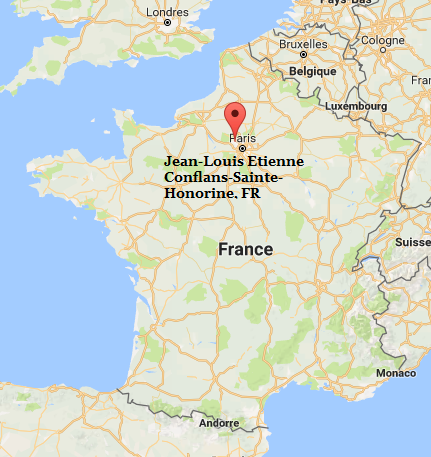 Pays-Bas
Londres
Bruxelles
Cologne
Belgique
Luxembourg
Paris
Jean-Louis Etienne
Conflans-Sainte-
Honorine, FR
France
Suisse
Monaco
Andorre